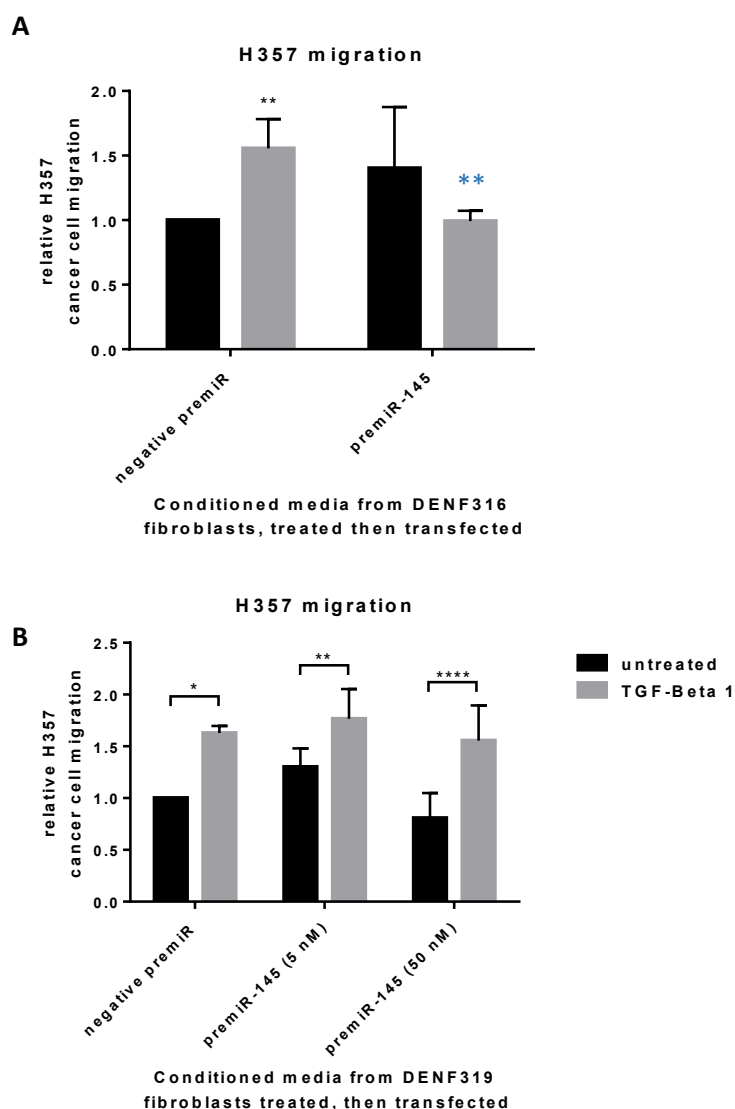 A
H357 migration
relative H357
cancer cell migration
2.0
1.5
1.0
0.5
0.0
**
**
negative premiR
premiR-145
Conditioned media from DENF316
fibroblasts, treated then transfected
H357 migration
B
relative H357
cancer cell migration
2.5
2.0
1.5
1.0
0.5
0.0
*
**
****
untreated
TGF-Beta 1
negative premiR
premiR-145 (5 nM)
premiR-145 (50 nM)
Conditioned media from DENF319
fibroblasts treated, then transfected